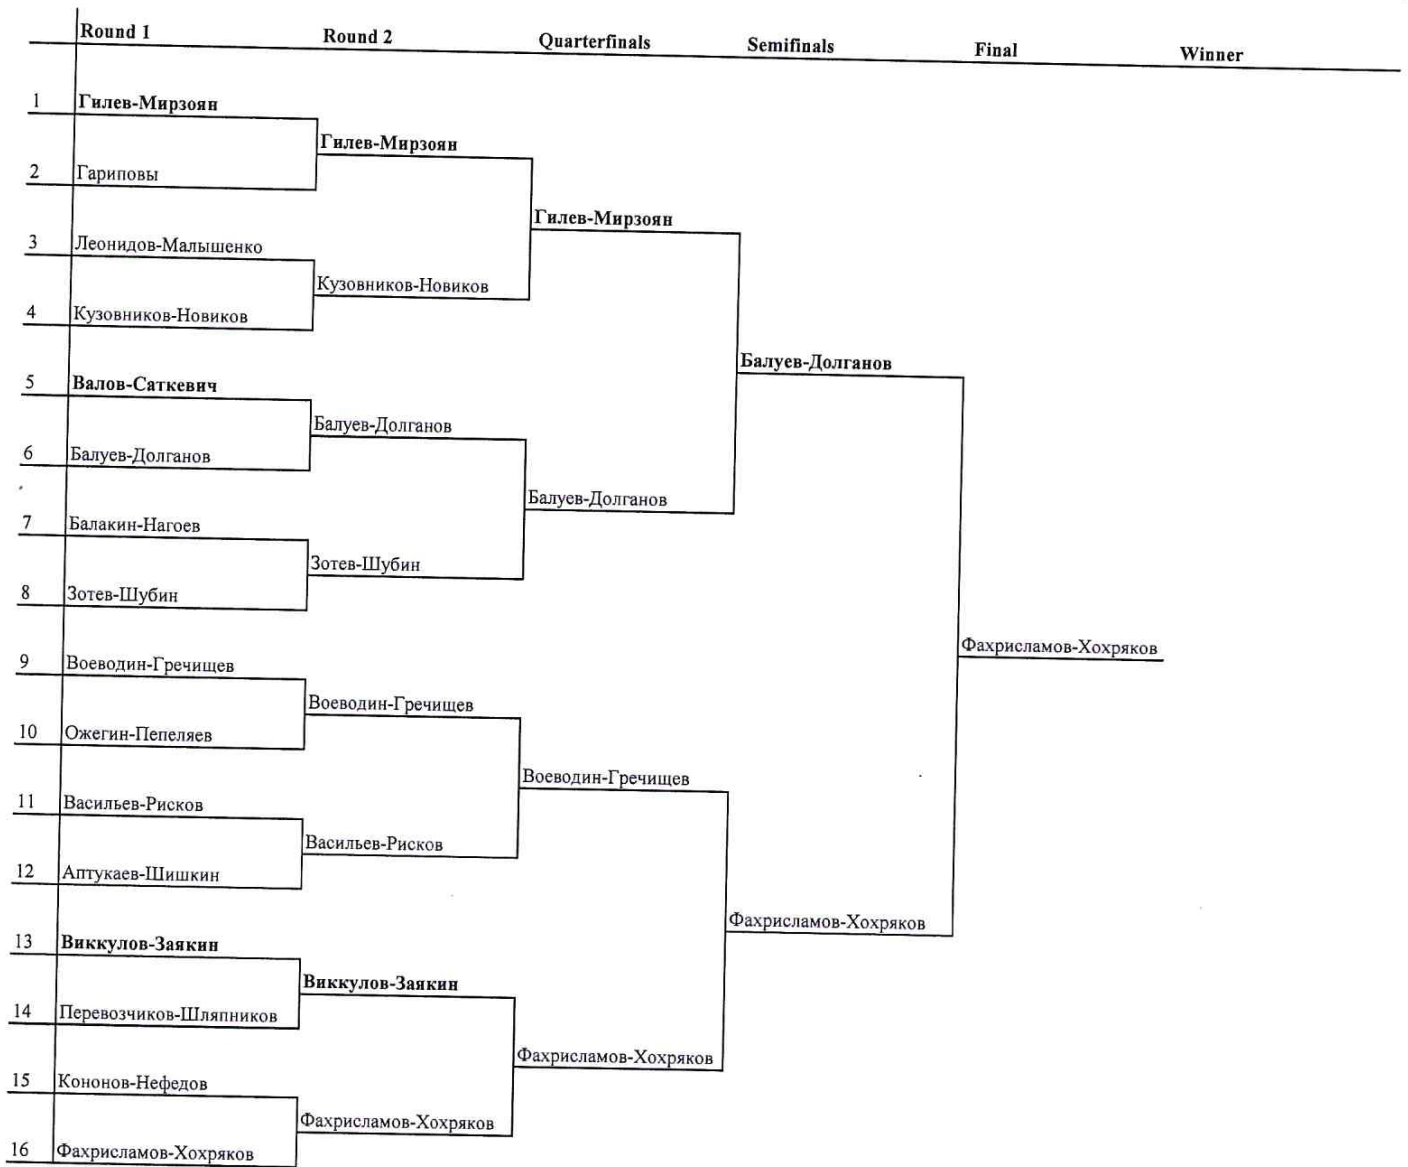 Round 1 Round 2 Quarterfinals Semifinals Final Winner
1 Гилев-Мирзоян
Гилев-Мирзоян
2 Гариповы
Гилев-Мирзоян
3 Леонидов-Малышенко
Кузовников-Новиков
4 Кузовников-Новиков
Балуев-Долганов
5 Валов-Саткевич
Балуев-Долганов
6 Балуев-Долганов
Балуев-Долганов
7 Балакин-Нагоев
Зотев-Шубин
8 Зотев-Шубин
Фахрисламов-Хохряков
9 Воеводин-Гречищев
Воеводин-Гречищев
10 Ожегин-Пепеляев
Воеводин-Гречищев
11 Васильев-Рисков
Васильев-Рисков
12 Аптукаев-Шишкин
Фахрисламов-Хохряков
13 Виккулов-Заякин
Виккулов-Заякин
14 Перевозчиков-Шляпников
Фахрисламов-Хохряков
15 Кононов-Нефедов
Фахрисламов-Хохряков
16 Фахрисламов-Хохряков